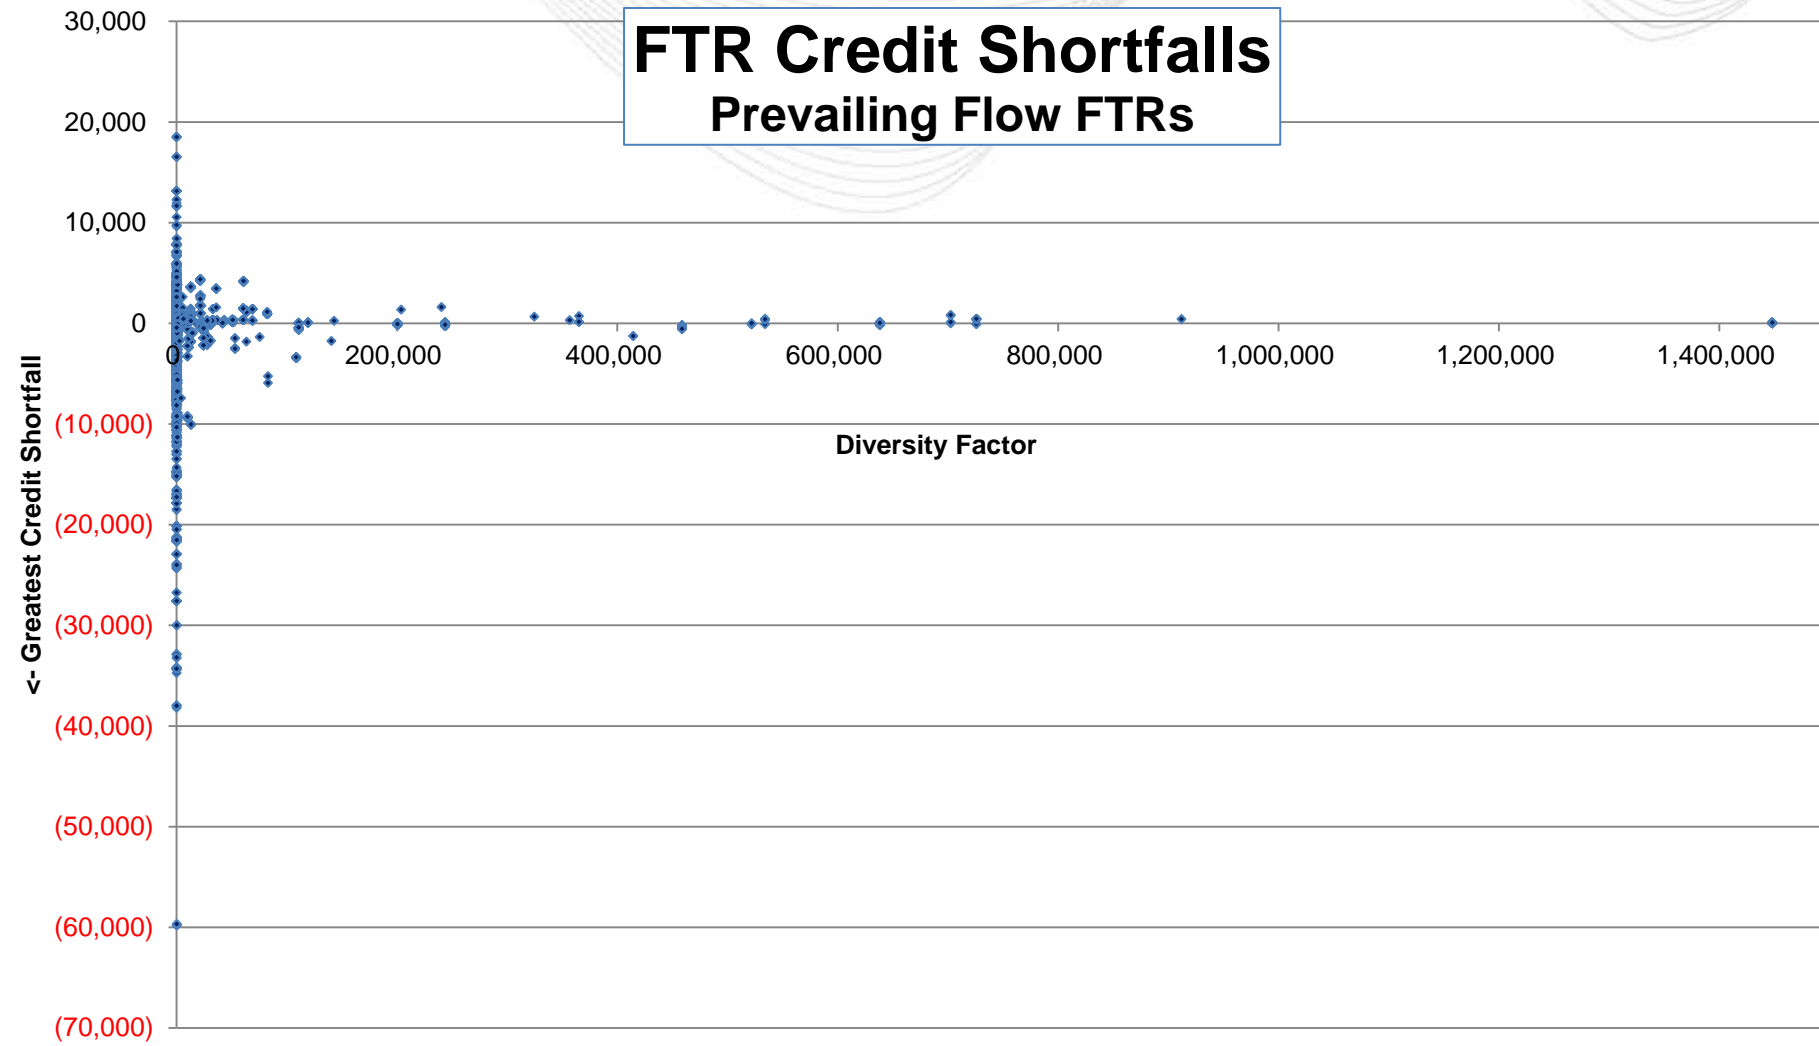 FTR Credit Shortfalls
Prevailing Flow FTRs
30,000
20,000
10,000
0
(10,000)
(20,000)
(30,000)
(40,000)
(50,000)
(60,000)
(70,000)
<- Greatest Credit Shortfall
0 200,000 400,000 600,000 800,000 1,000,000 1,200,000 1,400,000
Diversity Factor